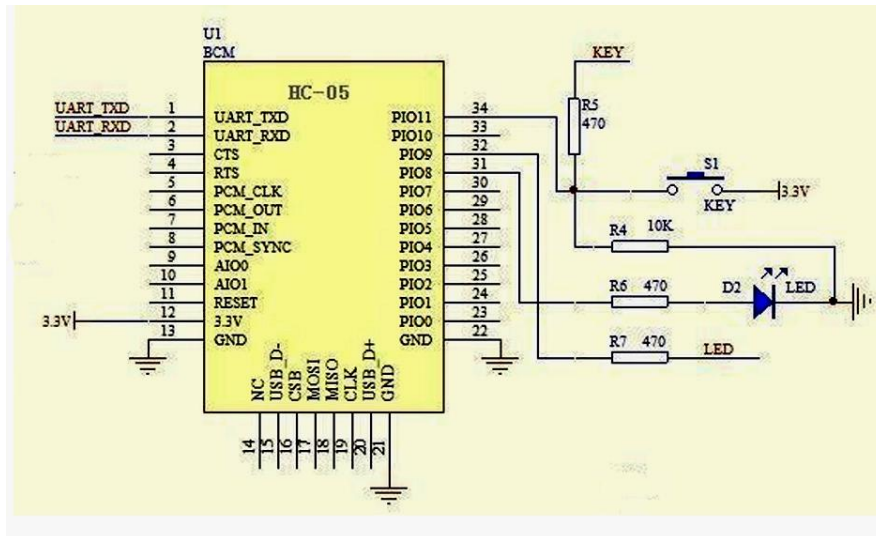 U1
BCM
HC-05
UART_TXD 1 UART_TXD
UART_RXD 2 UART_RXD
3 CTS
4 RTS
5 PCM_CLK
6 PCM_OUT
7 PCM_IN
8 PCM_SYNC
9 AIO0
10 AIO1
11 RESET
3.3V 12 3.3V
13 GND
PIO11 34
PIO10 33
PIO9 32
PIO8 31
PIO7 30
PIO6 29
PIO5 28
PIO4 27
PIO3 26
PIO2 25
PIO1 24
PIO0 23
GND 22
NC 14
USB_D- 15
CSB 16
MOSI 17
MISO 18
CLK 19
USB_D+ 20
GND 21
KEY
R5
470
S1
KEY
3.3V
R4 10K
R6 470
D2 LED
R7 470 LED